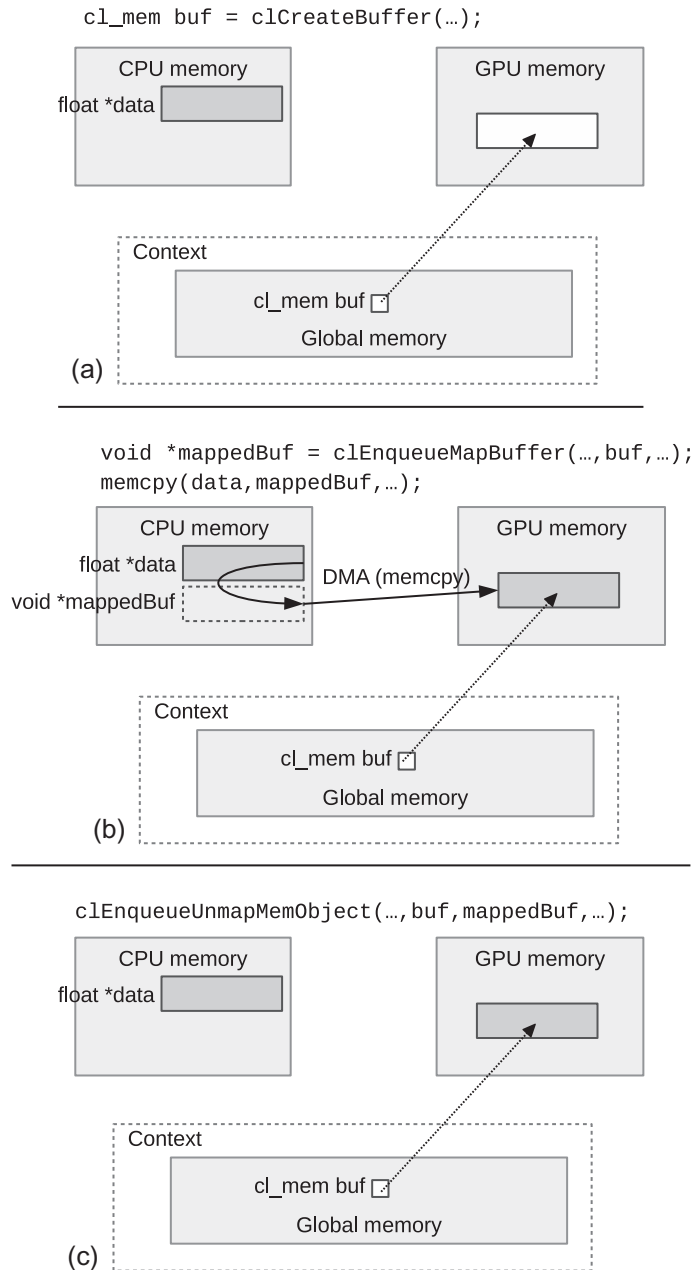 cl_mem buf = clCreateBuffer(…);
CPU memory
GPU memory
float *data
Context
cl_mem buf
Global memory
(a)
void *mappedBuf = clEnqueueMapBuffer(…,buf,…);
memcpy(data,mappedBuf,…);
CPU memory
GPU memory
float *data
DMA (memcpy)
void *mappedBuf
Context
cl_mem buf
Global memory
(b)
clEnqueueUnmapMemObject(…,buf,mappedBuf,…);
CPU memory
GPU memory
float *data
Context
cl_mem buf
Global memory
(c)